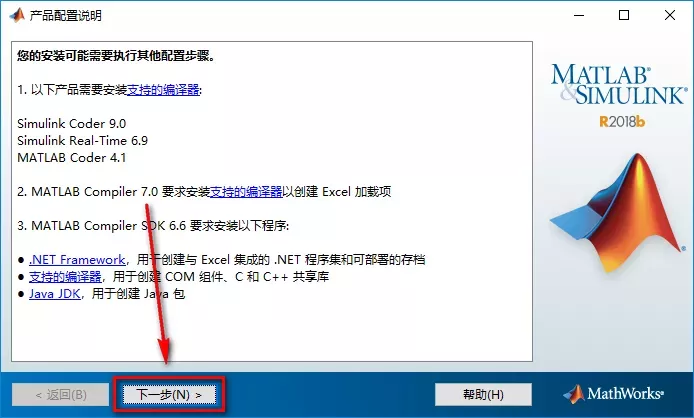 产品配置说明
您的安装可能需要执行其他配置步骤。
1. 以下产品需要安装支持的编译器:
Simulink Coder 9.0
Simulink Real-Time 6.9
MATLAB Coder 4.1
2. MATLAB Compiler 7.0 要求安装支持的编译器以创建 Excel 加载项
3. MATLAB Compiler SDK 6.6 要求安装以下程序:
● .NET Framework，用于创建与 Excel 集成的 .NET 程序集和可部署的存档
● 支持的编译器，用于创建 COM 组件、C 和 C++ 共享库
● Java JDK，用于创建 Java 包
MATLAB®
&SIMULINK®
R2018b
< 返回(B)
下一步(N) >
帮助(H)
MathWorks®